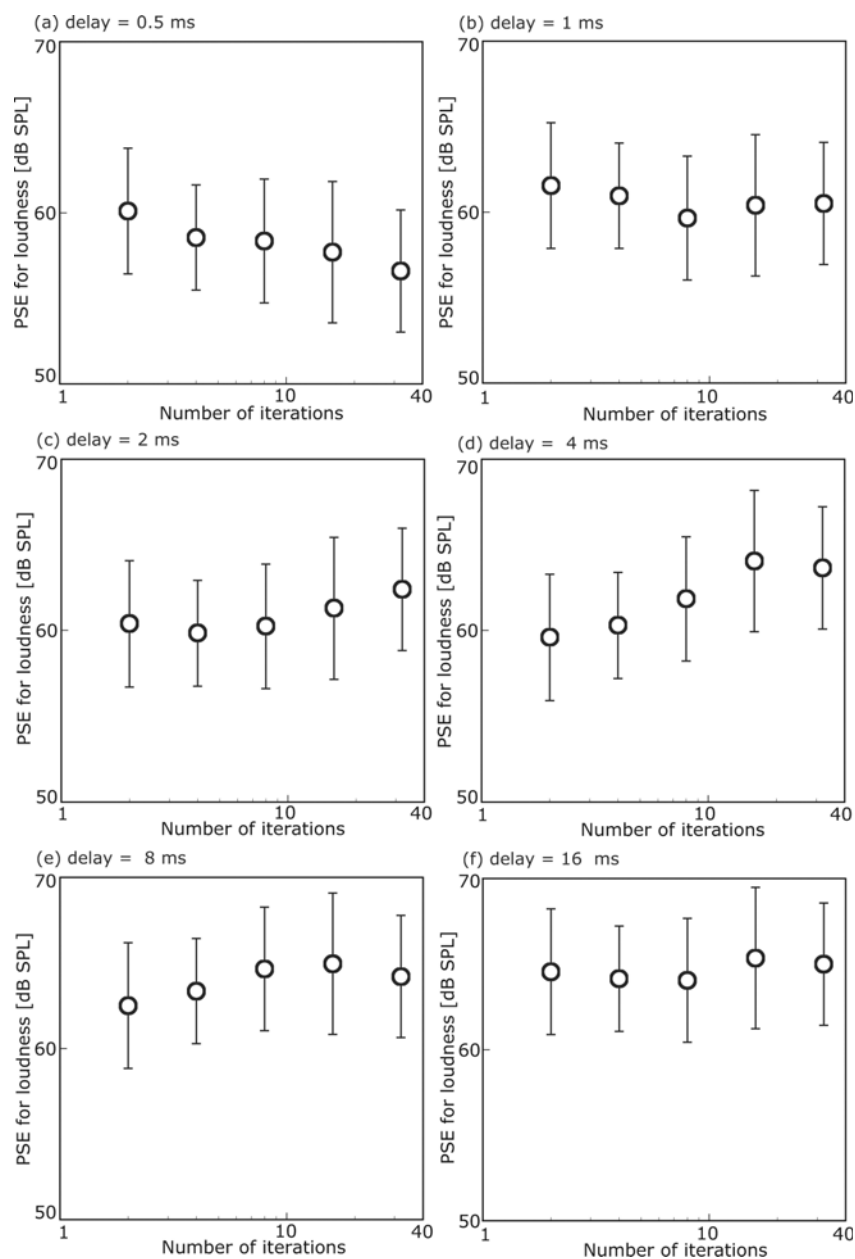 (a) delay = 0.5 ms
70
60
50
PSE for loudness [dB SPL]
1
10
40
Number of iterations
(b) delay = 1 ms
70
60
50
PSE for loudness [dB SPL]
1
10
40
Number of iterations
(c) delay = 2 ms
70
60
50
PSE for loudness [dB SPL]
1
10
40
Number of iterations
(d) delay = 4 ms
70
60
50
PSE for loudness [dB SPL]
1
10
40
Number of iterations
(e) delay = 8 ms
70
60
50
PSE for loudness [dB SPL]
1
10
40
Number of iterations
(f) delay = 16 ms
70
60
50
PSE for loudness [dB SPL]
1
10
40
Number of iterations